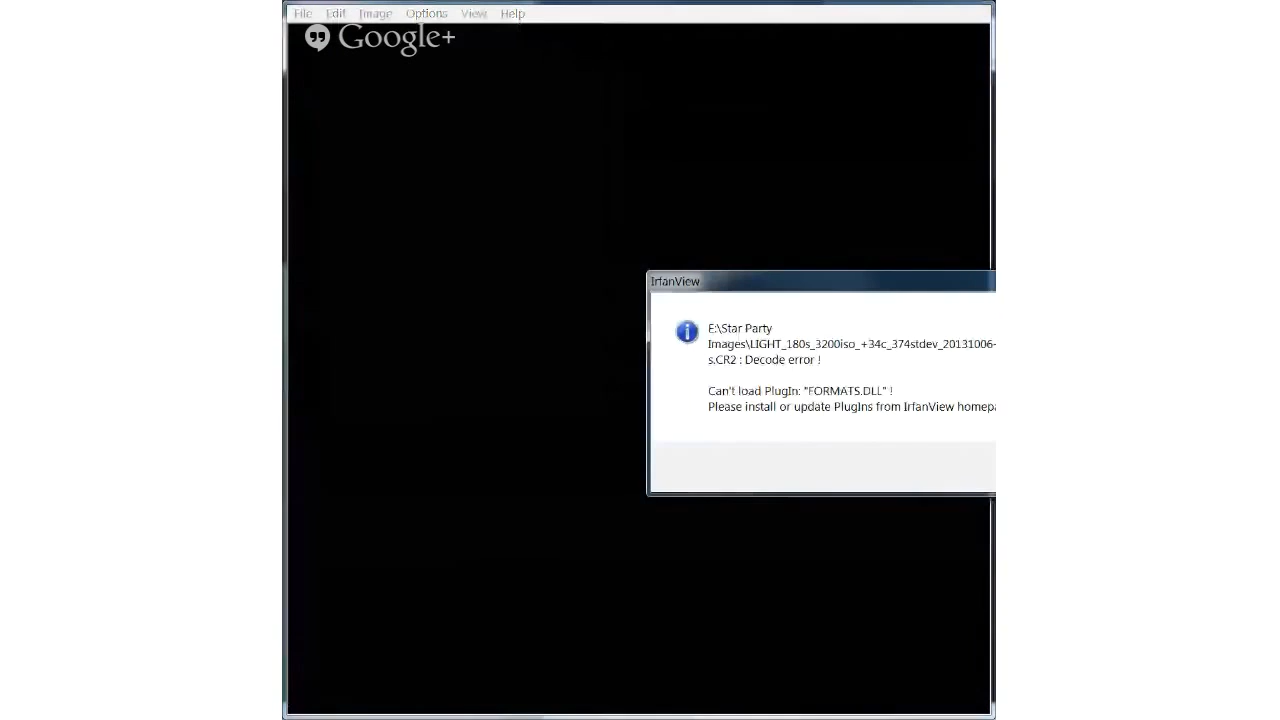 File Edit Image Options View Help
Google+
IrfanView
E:\Star Party
Images\LIGHT_180s_3200iso_+34c_374stdev_20131006-
s.CR2 : Decode error !
Can't load PlugIn: "FORMATS.DLL" !
Please install or update PlugIns from IrfanView homepa